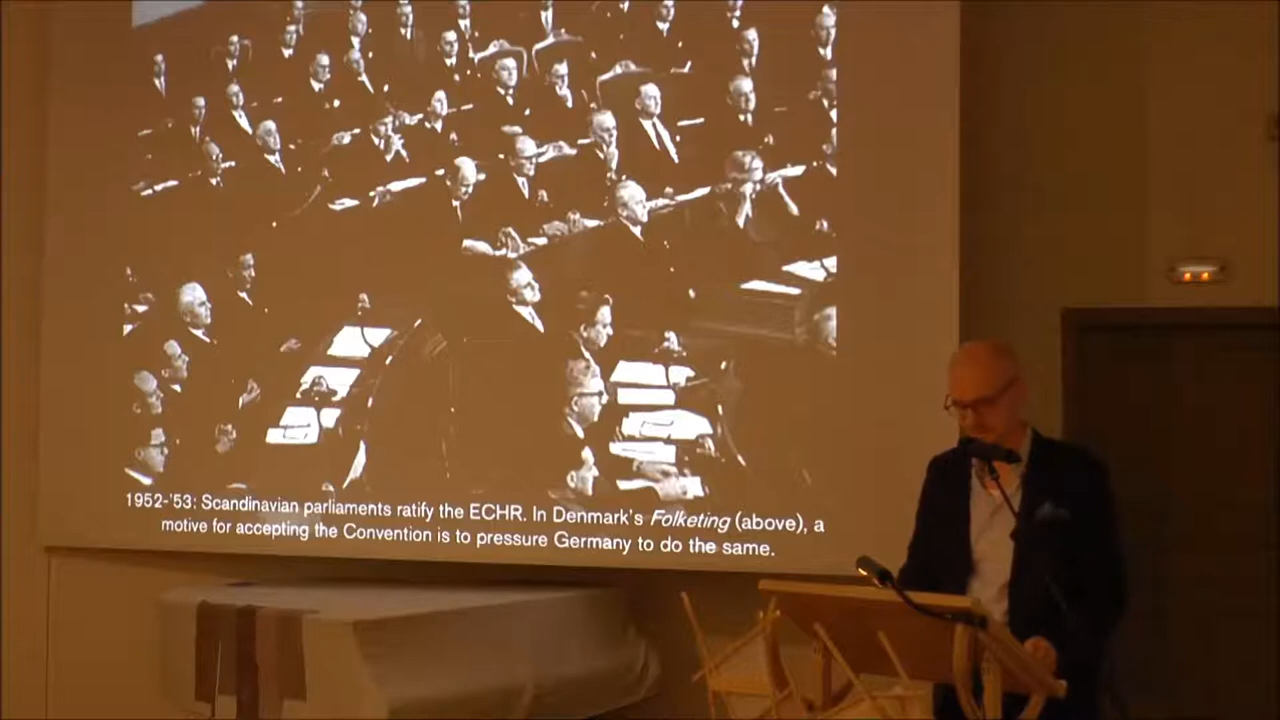 1952-'53: Scandinavian parliaments ratify the ECHR. In Denmark's Folketing (above), a
motive for accepting the Convention is to pressure Germany to do the same.